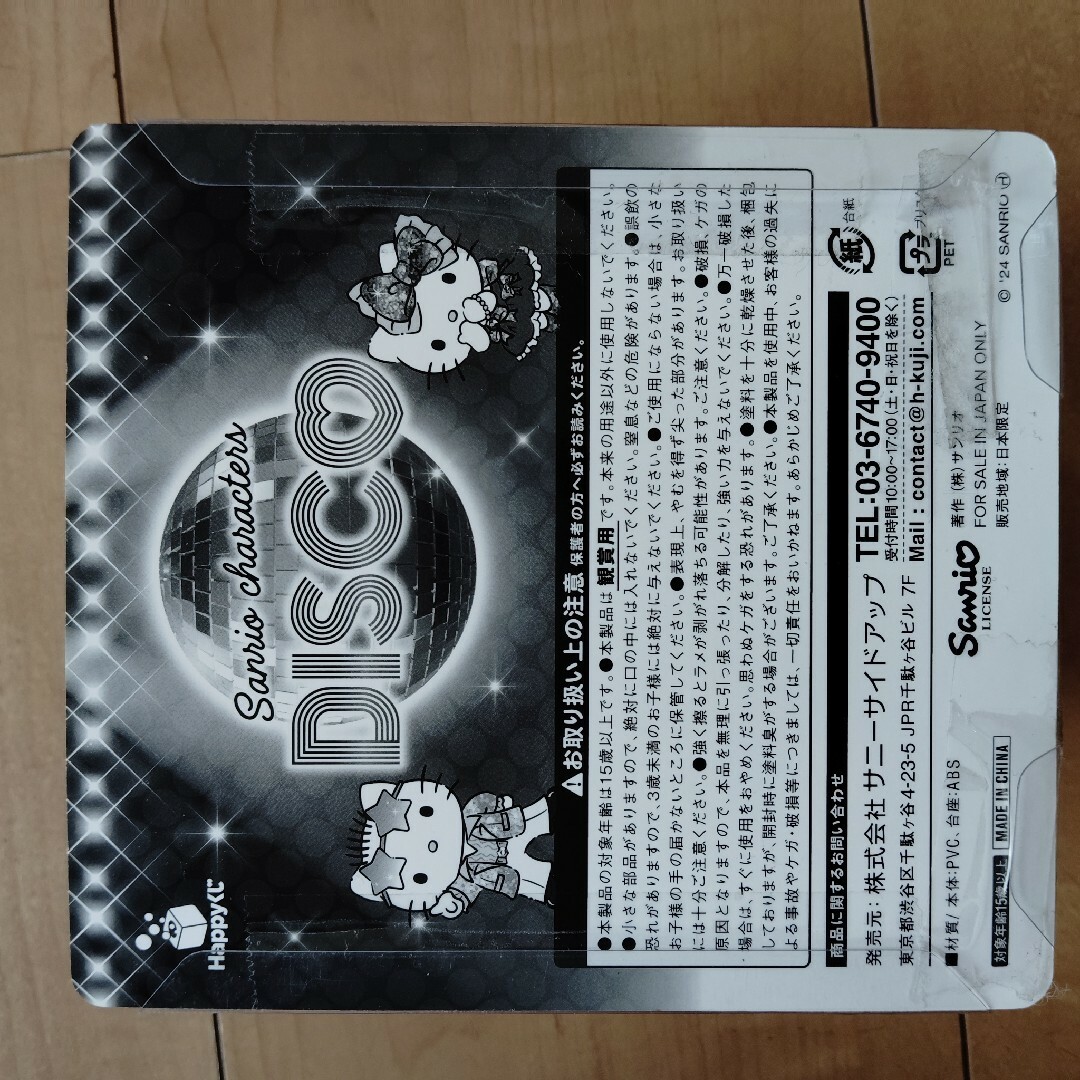 Happyくじ
Sanrio characters
DISCO
⚠お取り扱い上の注意 保護者の方へ必ずお読みください。
●本製品の対象年齢は15歳以上です。●本製品は観賞用です。本来の用途以外に使用しないでください。
●小さな部品がありますので、絶対に口の中には入れないでください。窒息などの危険があります。●誤飲の
恐れがありますので、3歳未満のお子様には絶対に与えないでください。●ご使用にならない場合は、小さな
お子様の手の届かないところに保管してください。●表現上、やむを得ず尖った部分があります。お取り扱い
には十分ご注意ください。●強く擦るとラメが剥がれ落ちる可能性があります。ご注意ください。●破損、ケガの
原因となりますので、本品を無理に引っ張ったり、分解したり、強い力を与えないでください。●万一破損した
場合は、すぐに使用をおやめください。思わぬケガをする恐れがあります。●塗料を十分に乾燥させた後、梱包
しておりますが、開封時に塗料臭がする場合がございます。ご了承ください。●本製品を使用中、お客様の過失に
よる事故やケガ・破損等につきましては、一切責任をおいかねます。あらかじめご了承ください。
商品に関するお問い合わせ
発売元:株式会社 サニーサイドアップ TEL:03-6740-9400
東京都渋谷区千駄ヶ谷4-23-5 JPR千駄ヶ谷ビル 7F 受付時間10:00~17:00(土・日・祝日を除く)
Mail : contact@h-kuji.com
紙 台紙
プラ
PET
■材質/本体:PVC、台座:ABS
対象年齢15歳以上 MADE IN CHINA
Sanrio
LICENSE
著作 (株)サンリオ
FOR SALE IN JAPAN ONLY
販売地域:日本限定
© '24 SANRIO Ⓗ